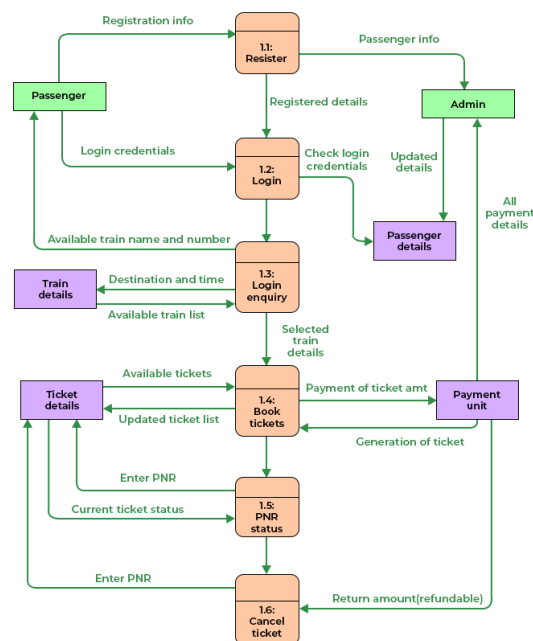 Registration info
1.1:
Resister
Passenger info
Passenger
Admin
Registered details
Login credentials
1.2:
Login
Check login
credentials
Updated
details
All
payment
details
Available train name and number
Passenger
details
Train
details
Destination and time
1.3:
Login
enquiry
Available train list
Selected
train
details
Available tickets
1.4:
Book
tickets
Payment of ticket amt
Ticket
details
Payment
unit
Updated ticket list
Generation of ticket
Enter PNR
1.5:
PNR
status
Current ticket status
Enter PNR
1.6:
Cancel
ticket
Return amount(refundable)